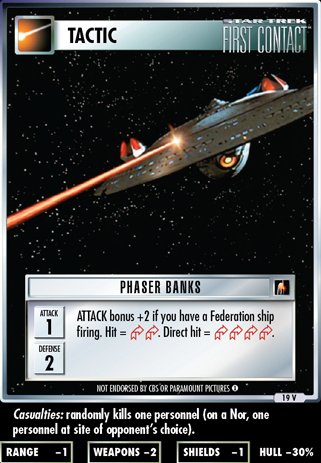 TACTIC
STAR TREK
FIRST CONTACT
PHASER BANKS
ATTACK
1
DEFENSE
2
ATTACK bonus +2 if you have a Federation ship
firing. Hit = . Direct hit = .
NOT ENDORSED BY CBS OR PARAMOUNT PICTURES
19 V
Casualties: randomly kills one personnel (on a Nor, one
personnel at site of opponent's choice).
RANGE –1 WEAPONS –2 SHIELDS –1 HULL –30%